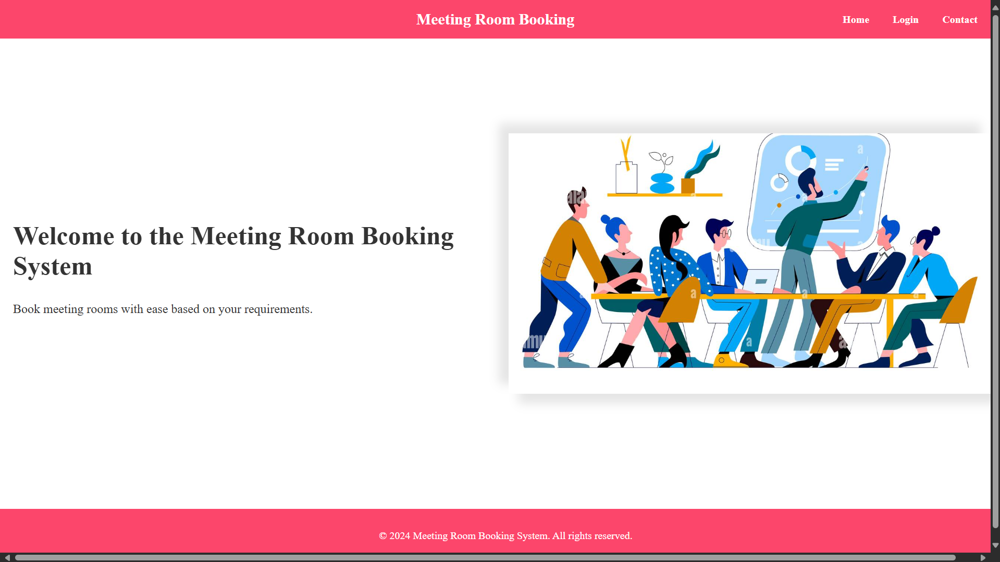 Meeting Room Booking
Home Login Contact
Welcome to the Meeting Room Booking
System
Book meeting rooms with ease based on your requirements.
© 2024 Meeting Room Booking System. All rights reserved.